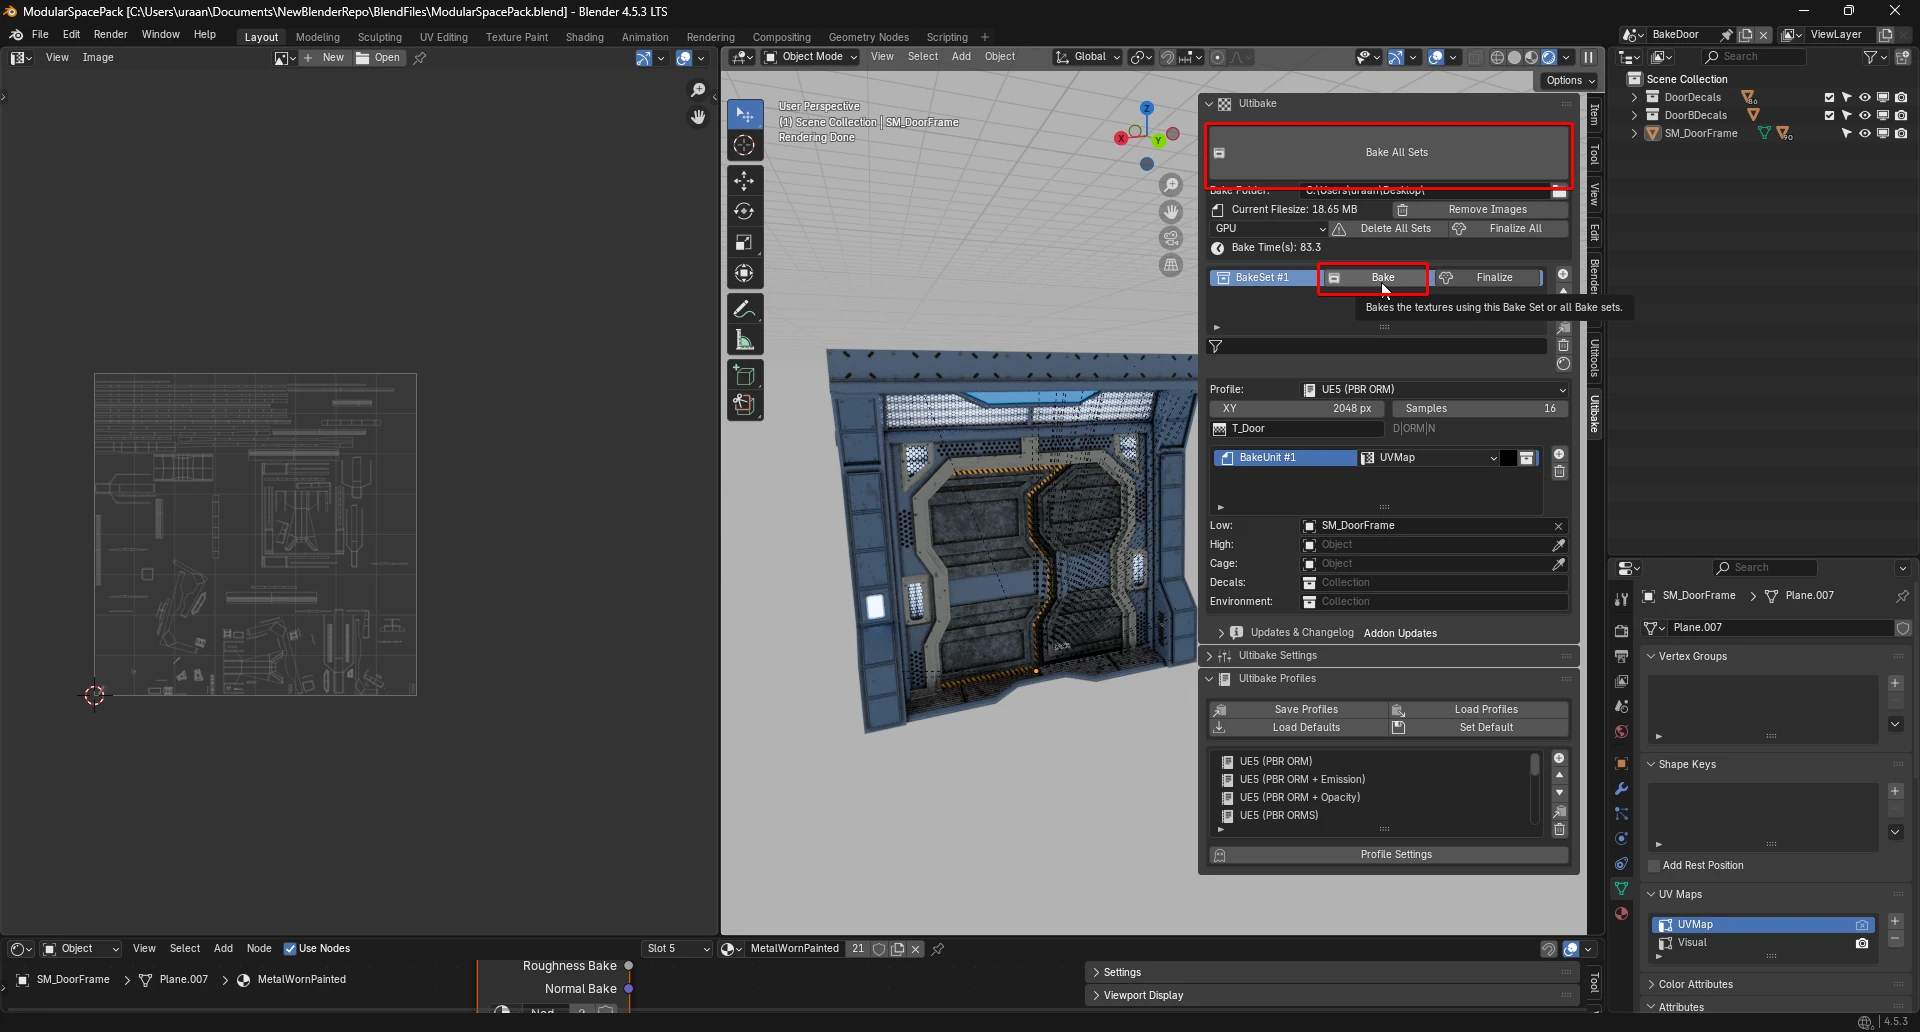 ModularSpacePack [C:\Users\uraan\Documents\NewBlenderRepo\BlendFiles\ModularSpacePack.blend] - Blender 4.5.3 LTS
File Edit Render Window Help Layout Modeling Sculpting UV Editing Texture Paint Shading Animation Rendering Compositing Geometry Nodes Scripting + BakeDoor ViewLayer
View Image New Open Object Mode View Select Add Object Global Search
Options
Scene Collection
DoorDecals 86
DoorBDecals
SM_DoorFrame 90
User Perspective
(1) Scene Collection | SM_DoorFrame
Rendering Done
Z
X
Y
Ultibake
Bake All Sets
Bake Folder: C:\Users\uraan\Desktop\
Current Filesize: 18.65 MB Remove Images
GPU Delete All Sets Finalize All
Bake Time(s): 83.3
BakeSet #1 Bake Finalize
Bakes the textures using this Bake Set or all Bake sets.
Profile: UE5 (PBR ORM)
XY 2048 px Samples 16
T_Door D|ORM|N
BakeUnit #1 UVMap
Low: SM_DoorFrame
High: Object
Cage: Object
Decals: Collection
Environment: Collection
Updates & Changelog Addon Updates
Ultibake Settings
Ultibake Profiles
Save Profiles Load Profiles
Load Defaults Set Default
UE5 (PBR ORM)
UE5 (PBR ORM + Emission)
UE5 (PBR ORM + Opacity)
UE5 (PBR ORMS)
Profile Settings
Item
Tool
View
Edit
Ultitools
Ultibake
Search
SM_DoorFrame Plane.007
Plane.007
Vertex Groups
Shape Keys
Add Rest Position
UV Maps
UVMap
Visual
Color Attributes
Attributes
Object View Select Add Node Use Nodes Slot 5 MetalWornPainted 21
SM_DoorFrame Plane.007 MetalWornPainted
Roughness Bake
Normal Bake
Settings
Viewport Display
Tool
4.5.3